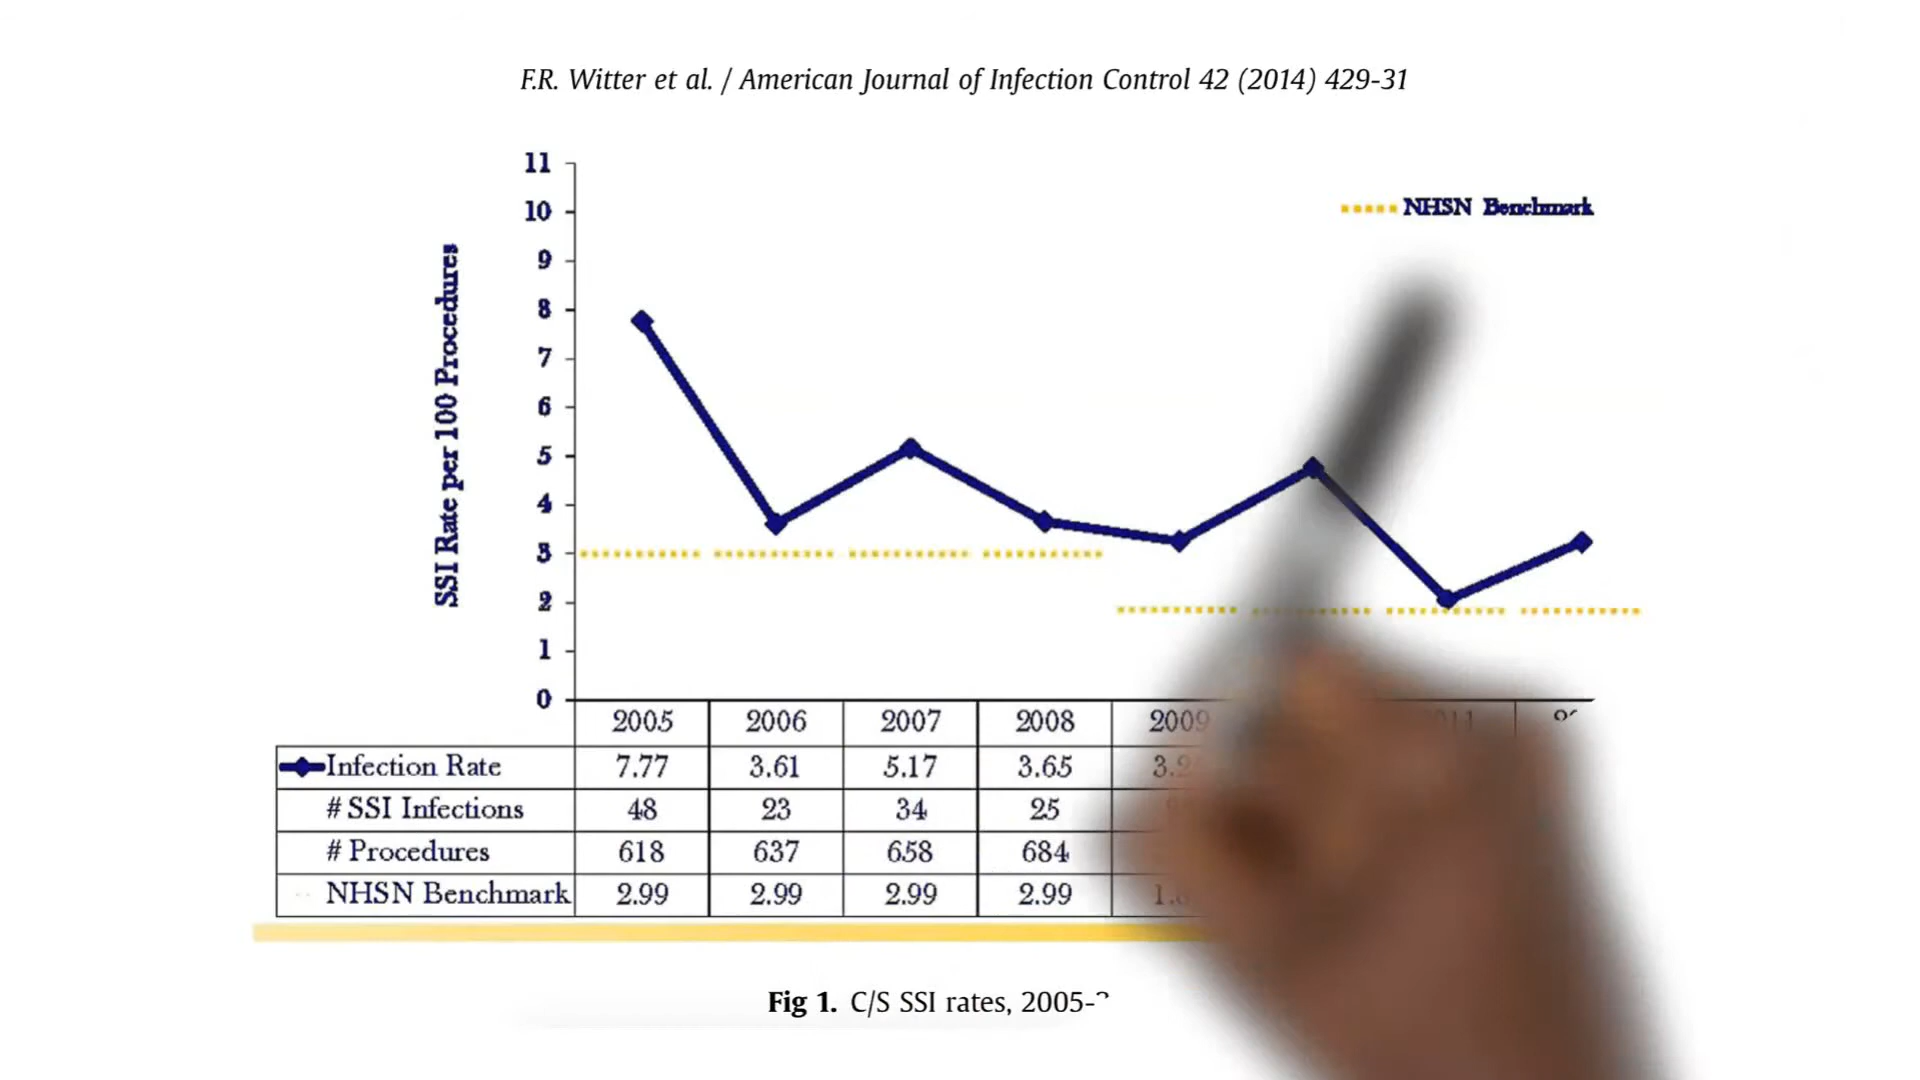 F.R. Witter et al. / American Journal of Infection Control 42 (2014) 429-31
11
10
9
8
7
6
5
4
3
2
1
0
SSI Rate per 100 Procedures
NHSN Benchmark
2005 2006 2007 2008 2009
Infection Rate 7.77 3.61 5.17 3.65
# SSI Infections 48 23 34 25
# Procedures 618 637 658 684
NHSN Benchmark 2.99 2.99 2.99 2.99
Fig 1. C/S SSI rates, 2005-